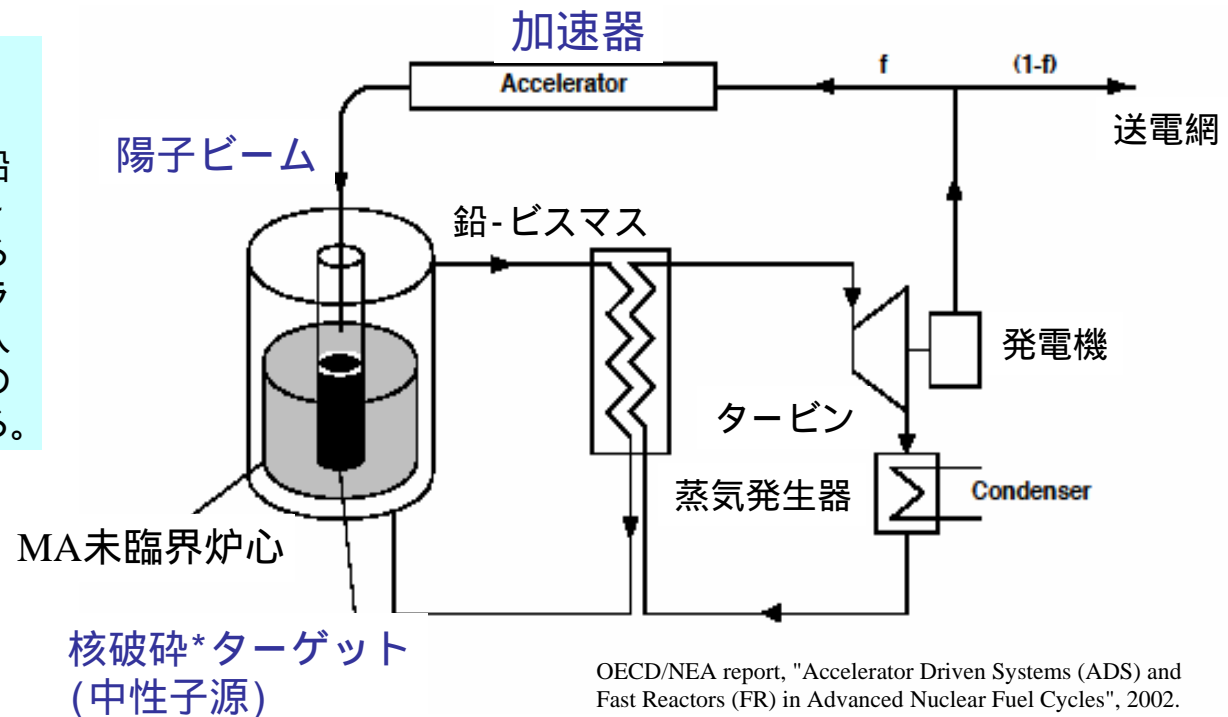 加速器
Accelerator
f
(1-f)
送電網
陽子ビーム
鉛-ビスマス
発電機
タービン
蒸気発生器
Condenser
MA未臨界炉心
核破砕*ターゲット
(中性子源)
OECD/NEA report, "Accelerator Driven Systems (ADS) and
Fast Reactors (FR) in Advanced Nuclear Fuel Cycles", 2002.